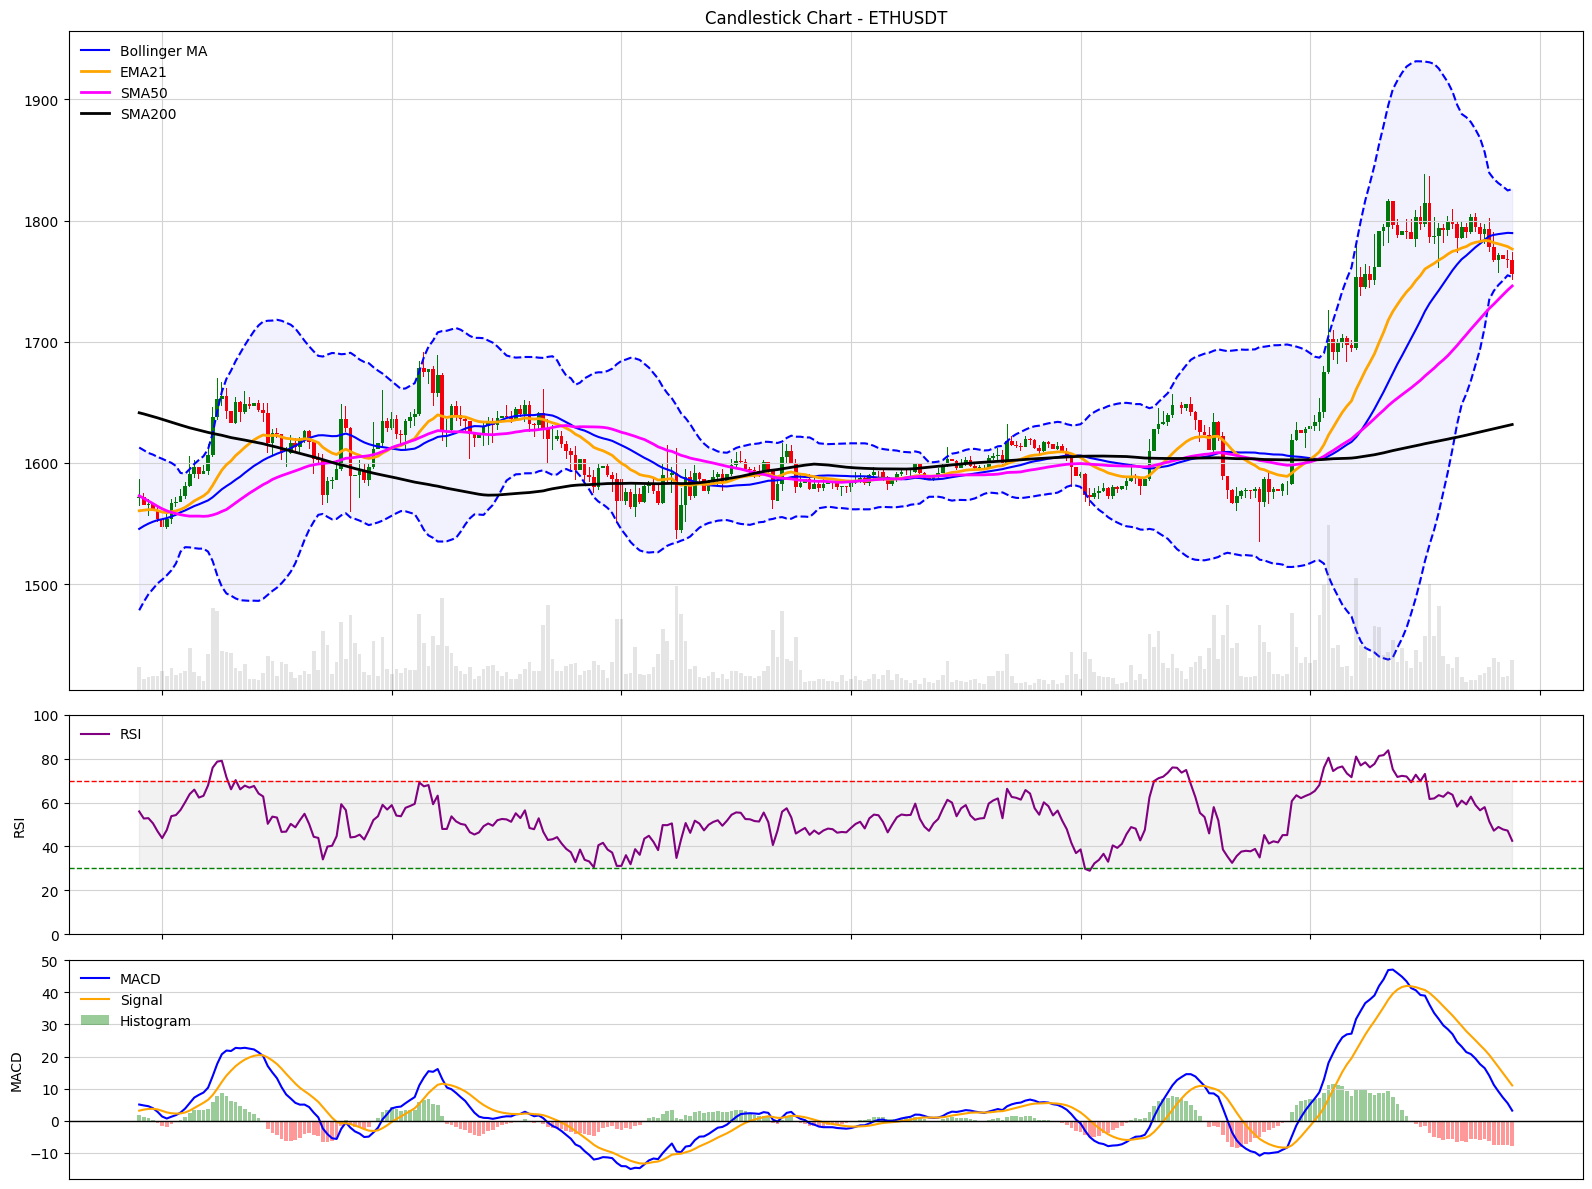 Candlestick Chart - ETHUSDT
Bollinger MA
EMA21
SMA50
SMA200
1900
1800
1700
1600
1500
RSI
100
80
60
40
20
0
RSI
MACD
Signal
Histogram
50
40
30
20
10
0
−10
MACD